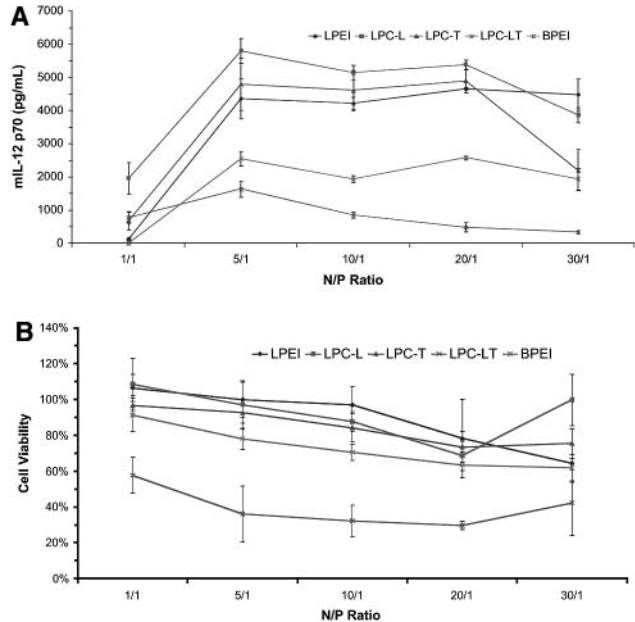 A
7000
6000
5000
4000
3000
2000
1000
0
mIL-12 p70 (pg/mL)
LPEI LPC-L LPC-T LPC-LT BPEI
1/1 5/1 10/1 20/1 30/1
N/P Ratio
B
140%
120%
100%
80%
60%
40%
20%
0%
Cell Viability
LPEI LPC-L LPC-T LPC-LT BPEI
1/1 5/1 10/1 20/1 30/1
N/P Ratio